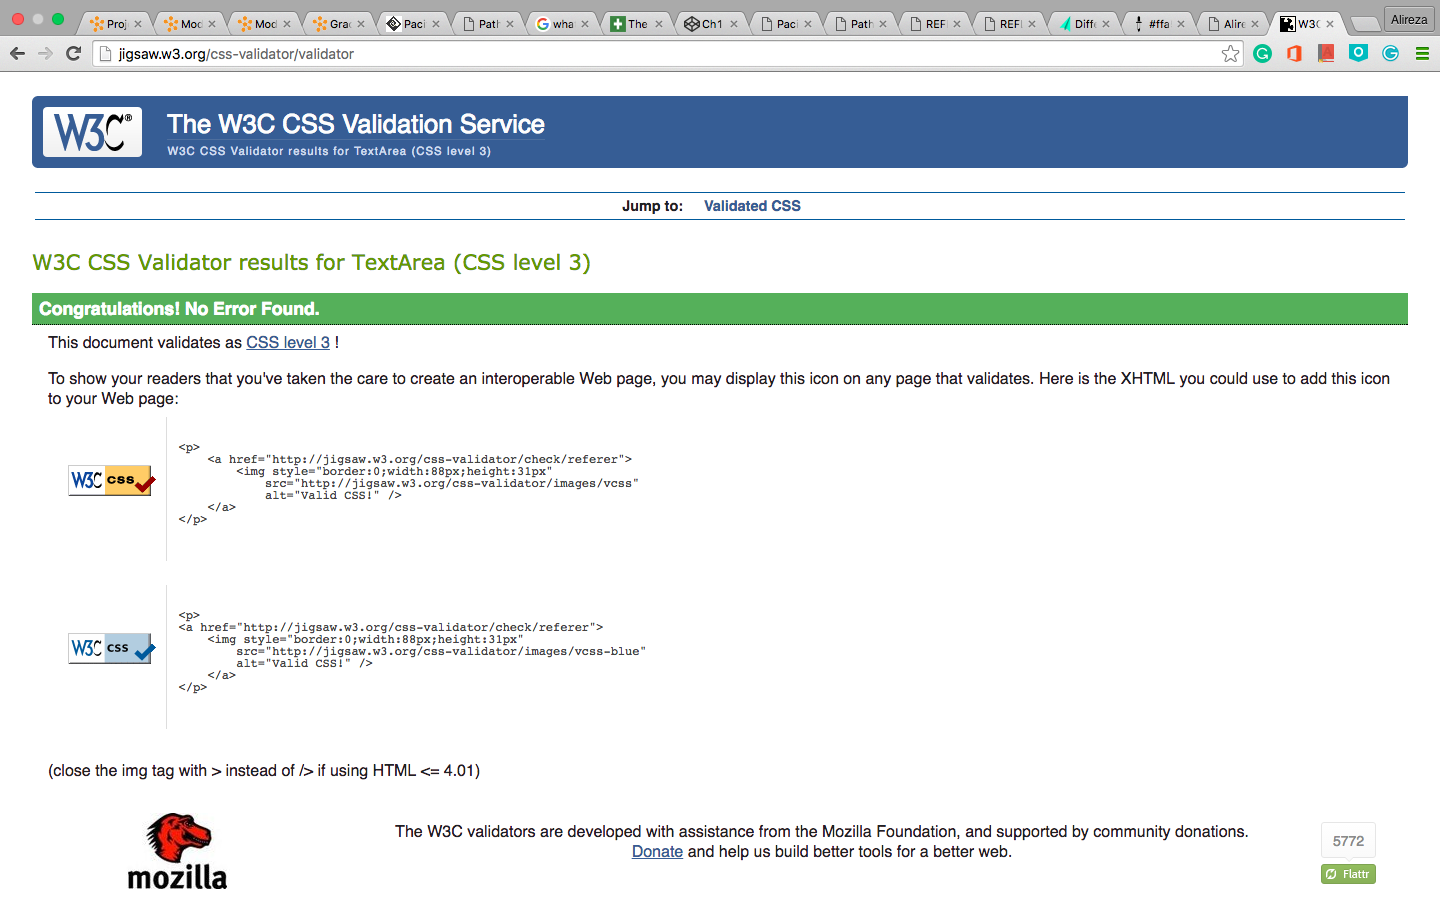 Proj
Mod
Mod
Grad
Paci
Path
wha
The
Ch1
Paci
Path
REFI
REFI
Diffe
#ffa
Alire
W3C
Alireza
jigsaw.w3.org/css-validator/validator
W3C®
The W3C CSS Validation Service
W3C CSS Validator results for TextArea (CSS level 3)
Jump to: Validated CSS
W3C CSS Validator results for TextArea (CSS level 3)
Congratulations! No Error Found.
This document validates as CSS level 3 !
To show your readers that you've taken the care to create an interoperable Web page, you may display this icon on any page that validates. Here is the XHTML you could use to add this icon
to your Web page:
W3C css
<p>
<a href="http://jigsaw.w3.org/css-validator/check/referer">
<img style="border:0;width:88px;height:31px"
src="http://jigsaw.w3.org/css-validator/images/vcss"
alt="Valid CSS!" />
</a>
</p>
W3C css
<p>
<a href="http://jigsaw.w3.org/css-validator/check/referer">
<img style="border:0;width:88px;height:31px"
src="http://jigsaw.w3.org/css-validator/images/vcss-blue"
alt="Valid CSS!" />
</a>
</p>
(close the img tag with > instead of /> if using HTML <= 4.01)
mozilla
The W3C validators are developed with assistance from the Mozilla Foundation, and supported by community donations.
Donate and help us build better tools for a better web.
5772
Flattr